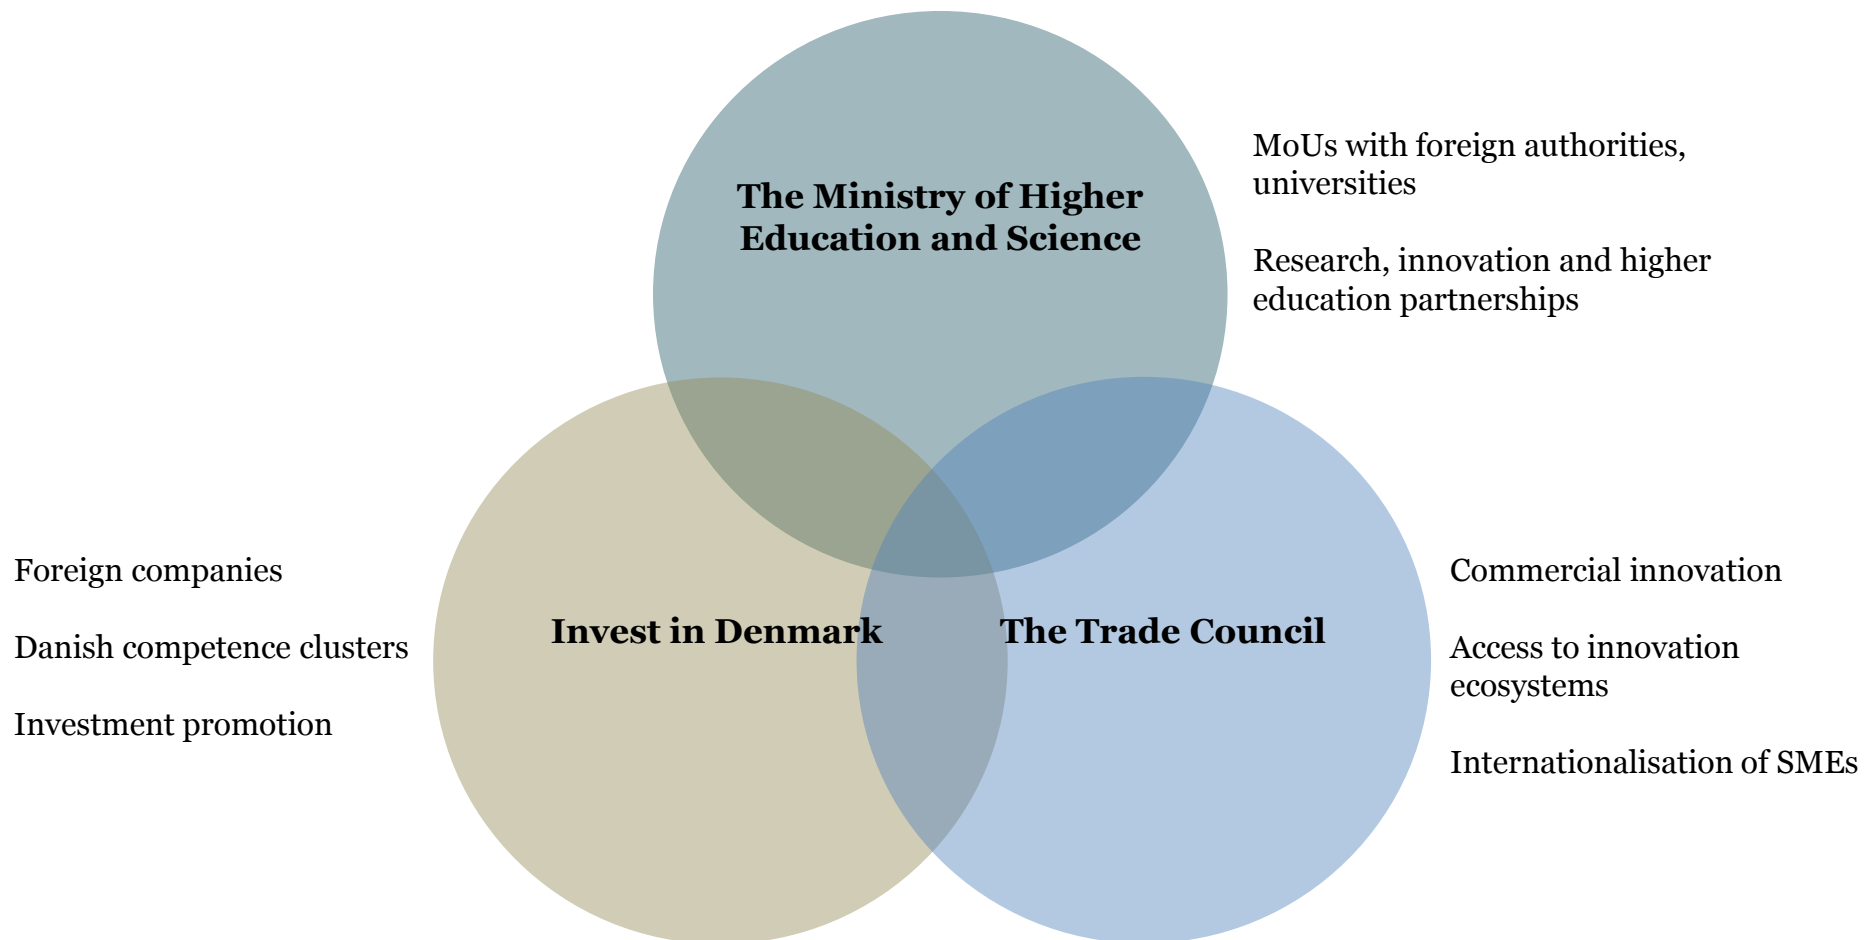 The Ministry of Higher
Education and Science
MoUs with foreign authorities,
universities
Research, innovation and higher
education partnerships
Foreign companies
Danish competence clusters
Investment promotion
Invest in Denmark
The Trade Council
Commercial innovation
Access to innovation
ecosystems
Internationalisation of SMEs